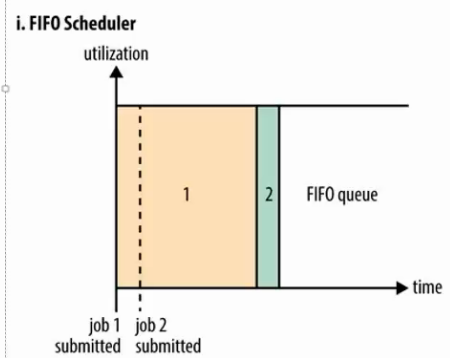 i. FIFO Scheduler
utilization
1
2
FIFO queue
time
job 1 job 2
submitted submitted